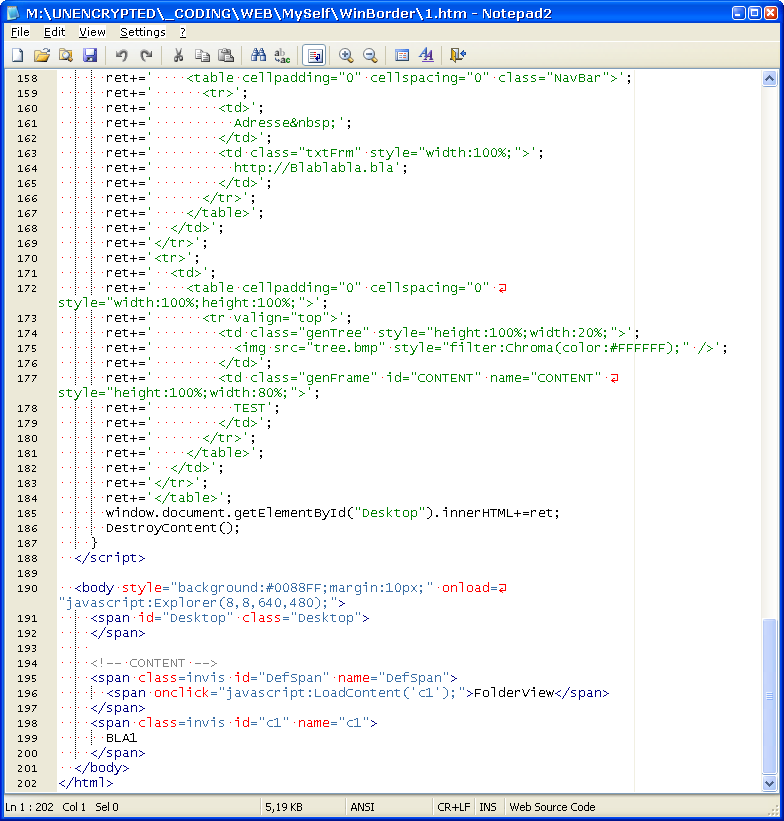 M:\UNENCRYPTED\_CODING\WEB\MySelf\WinBorder\1.htm - Notepad2
File Edit View Settings ?
158 ret+=' <table cellpadding="0" cellspacing="0" class="NavBar">';
159 ret+=' <tr>';
160 ret+=' <td>';
161 ret+=' Adresse&nbsp;';
162 ret+=' </td>';
163 ret+=' <td class="txtFrm" style="width:100%;">';
164 ret+=' http://Blablabla.bla';
165 ret+=' </td>';
166 ret+=' </tr>';
167 ret+=' </table>';
168 ret+=' </td>';
169 ret+='</tr>';
170 ret+='<tr>';
171 ret+=' <td>';
172 ret+=' <table cellpadding="0" cellspacing="0"
style="width:100%;height:100%;">';
173 ret+=' <tr valign="top">';
174 ret+=' <td class="genTree" style="height:100%;width:20%;">';
175 ret+=' <img src="tree.bmp" style="filter:Chroma(color:#FFFFFF);" />';
176 ret+=' </td>';
177 ret+=' <td class="genFrame" id="CONTENT" name="CONTENT"
style="height:100%;width:80%;">';
178 ret+=' TEST';
179 ret+=' </td>';
180 ret+=' </tr>';
181 ret+=' </table>';
182 ret+=' </td>';
183 ret+='</tr>';
184 ret+='</table>';
185 window.document.getElementById("Desktop").innerHTML+=ret;
186 DestroyContent();
187 }
188 </script>
189
190 <body style="background:#0088FF;margin:10px;" onload=
"javascript:Explorer(8,8,640,480);">
191 <span id="Desktop" class="Desktop">
192 </span>
193
194 <!-- CONTENT -->
195 <span class=invis id="DefSpan" name="DefSpan">
196 <span onclick="javascript:LoadContent('c1');">FolderView</span>
197 </span>
198 <span class=invis id="c1" name="c1">
199 BLA1
200 </span>
201 </body>
202 </html>
Ln 1 : 202 Col 1 Sel 0 5,19 KB ANSI CR+LF INS Web Source Code